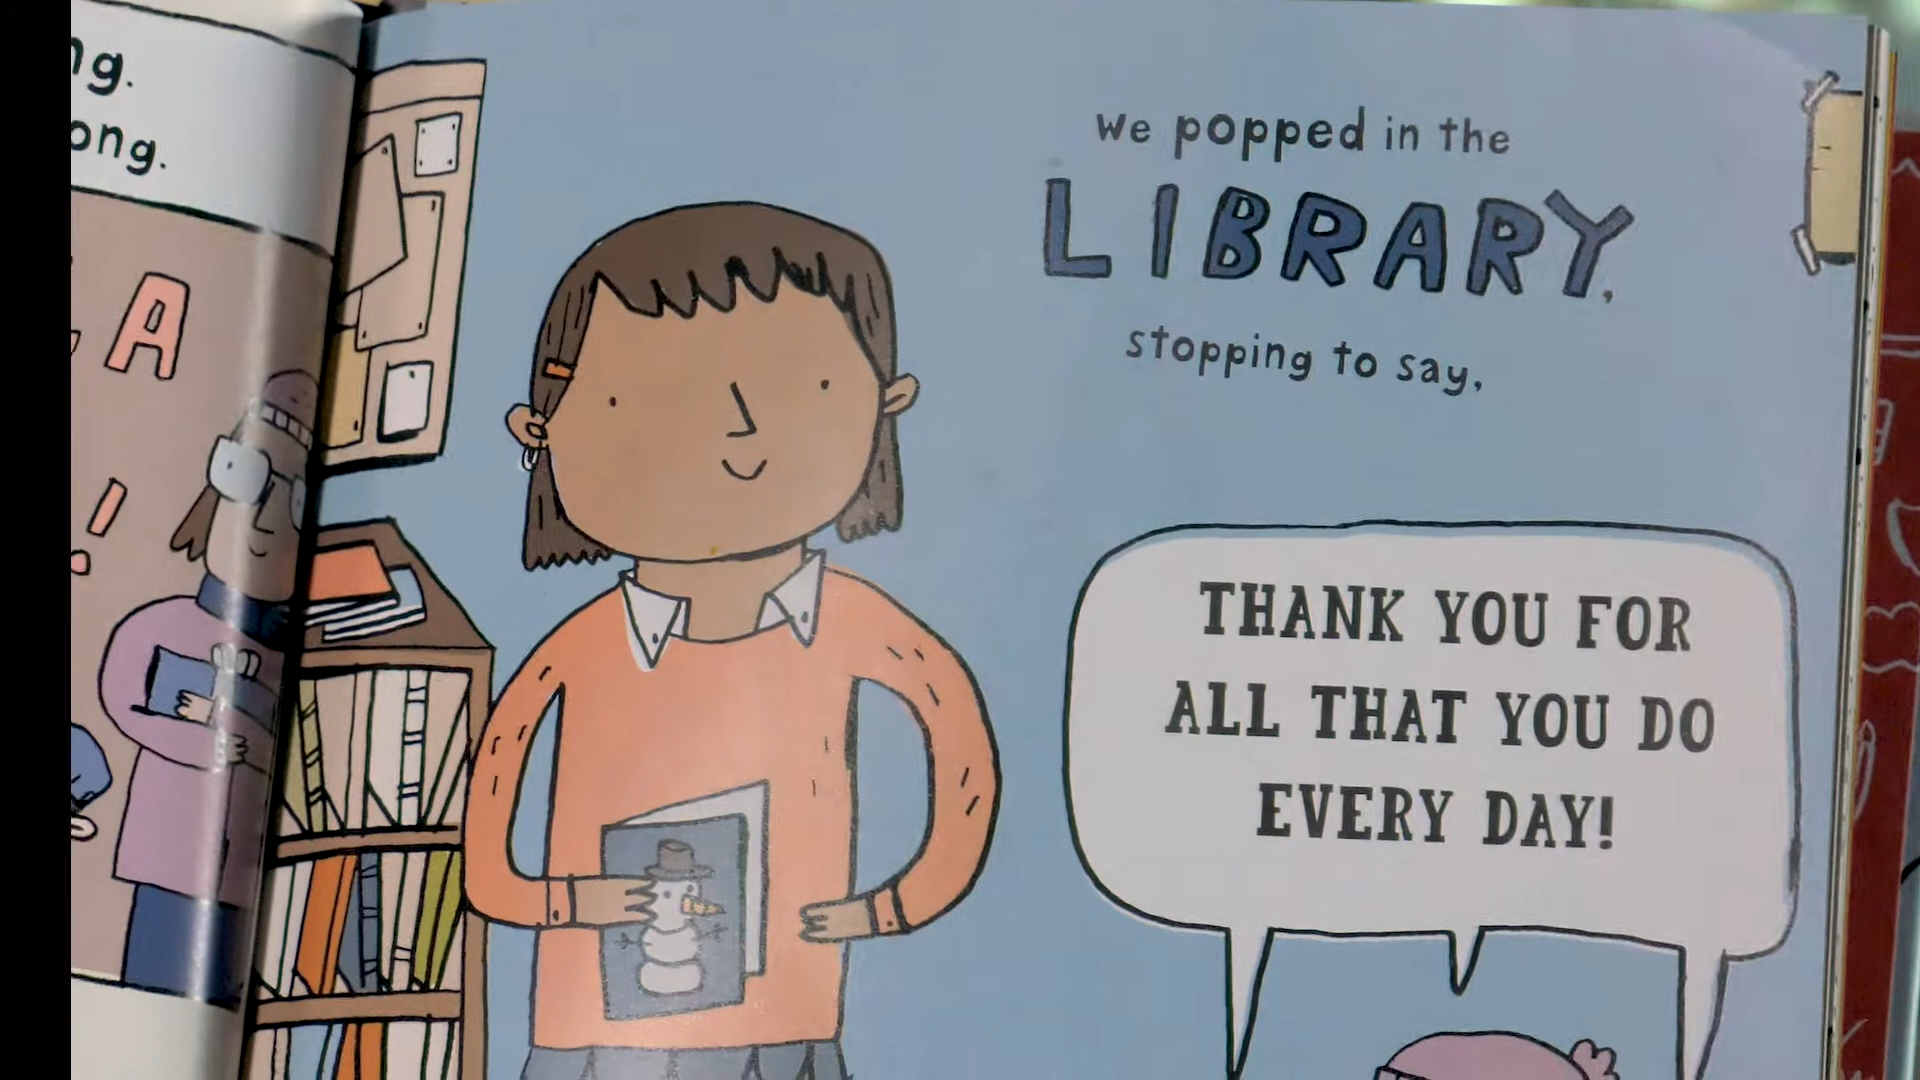 We popped in the
LIBRARY,
stopping to say,
THANK YOU FOR
ALL THAT YOU DO
EVERY DAY!